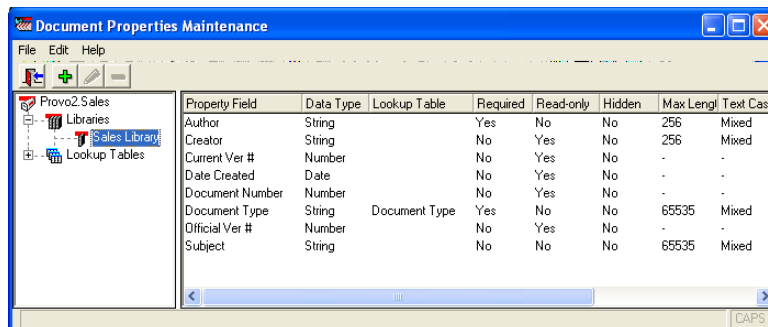 Document Properties Maintenance
File Edit Help
Provo2.Sales
Libraries
Sales Library
Lookup Tables
Property Field Data Type Lookup Table Required Read-only Hidden Max Lengl Text Cas
Author String Yes No No 256 Mixed
Creator String No Yes No 256 Mixed
Current Ver # Number No Yes No - -
Date Created Date No Yes No - -
Document Number Number No Yes No - -
Document Type String Document Type Yes No No 65535 Mixed
Official Ver # Number No Yes No - -
Subject String No No No 65535 Mixed
CAPS